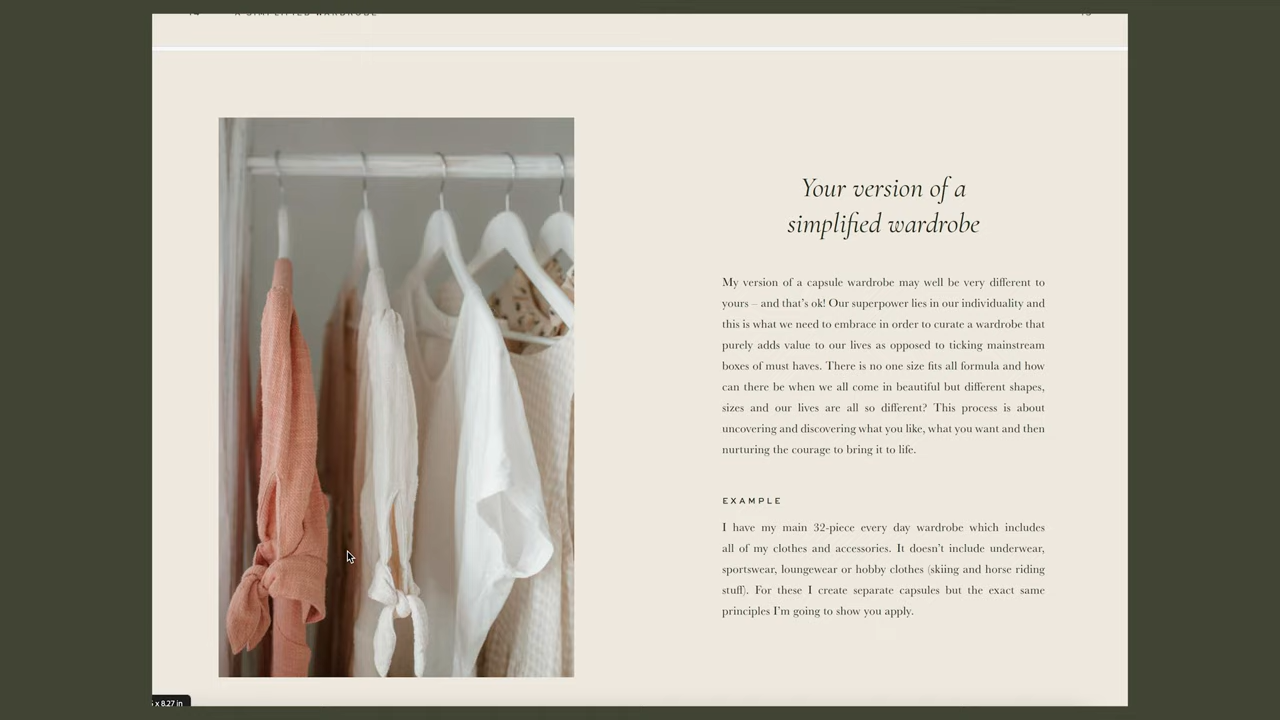 Your version of a
simplified wardrobe
My version of a capsule wardrobe may well be very different to
yours – and that's ok! Our superpower lies in our individuality and
this is what we need to embrace in order to curate a wardrobe that
purely adds value to our lives as opposed to ticking mainstream
boxes of must haves. There is no one size fits all formula and how
can there be when we all come in beautiful but different shapes,
sizes and our lives are all so different? This process is about
uncovering and discovering what you like, what you want and then
nurturing the courage to bring it to life.
EXAMPLE
I have my main 32-piece every day wardrobe which includes
all of my clothes and accessories. It doesn't include underwear,
sportswear, loungewear or hobby clothes (skiing and horse riding
stuff). For these I create separate capsules but the exact same
principles I'm going to show you apply.
x 8.27 in